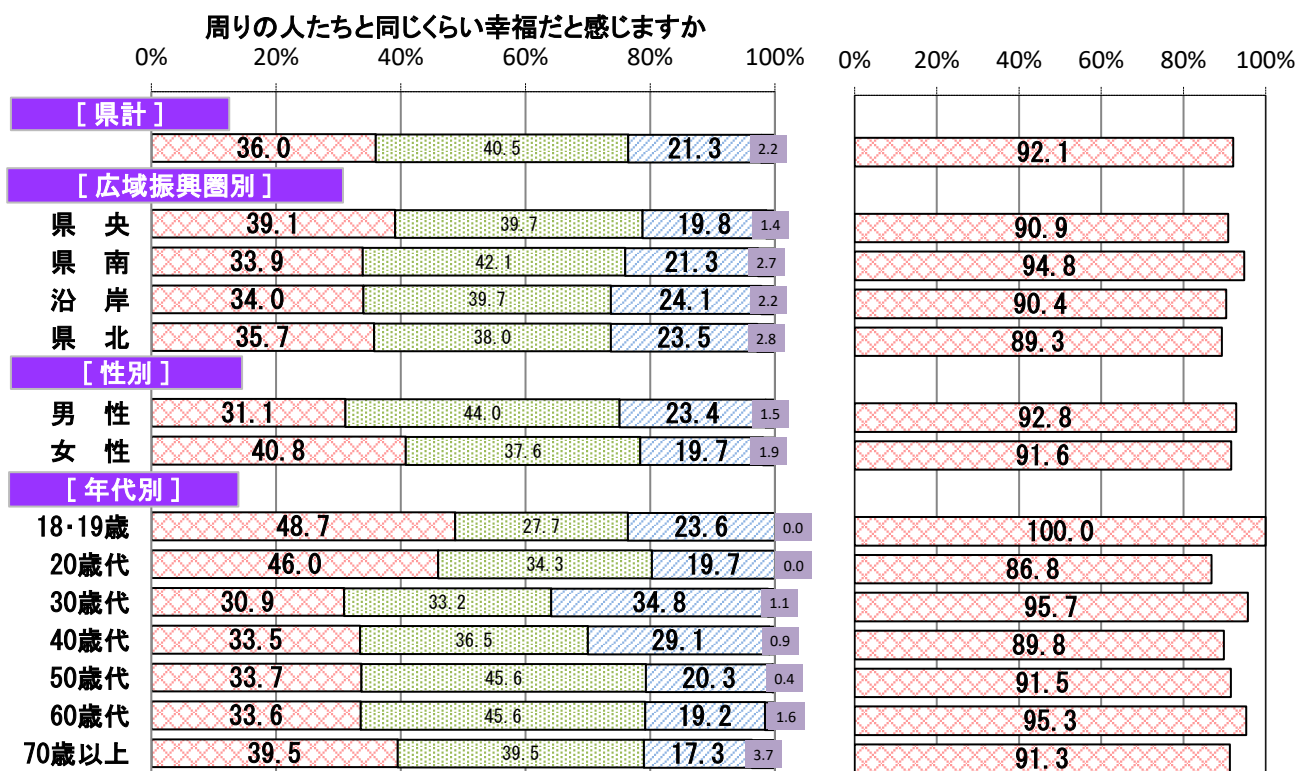 周りの人たちと同じくらい幸福だと感じますか
0% 20% 40% 60% 80% 100% 0% 20% 40% 60% 80% 100%
[ 県計 ]
36.0 40.5 21.3 2.2 92.1
[ 広域振興圏別 ]
県 央 39.1 39.7 19.8 1.4 90.9
県 南 33.9 42.1 21.3 2.7 94.8
沿 岸 34.0 39.7 24.1 2.2 90.4
県 北 35.7 38.0 23.5 2.8 89.3
[ 性別 ]
男 性 31.1 44.0 23.4 1.5 92.8
女 性 40.8 37.6 19.7 1.9 91.6
[ 年代別 ]
18・19歳 48.7 27.7 23.6 0.0 100.0
20歳代 46.0 34.3 19.7 0.0 86.8
30歳代 30.9 33.2 34.8 1.1 95.7
40歳代 33.5 36.5 29.1 0.9 89.8
50歳代 33.7 45.6 20.3 0.4 91.5
60歳代 33.6 45.6 19.2 1.6 95.3
70歳以上 39.5 39.5 17.3 3.7 91.3